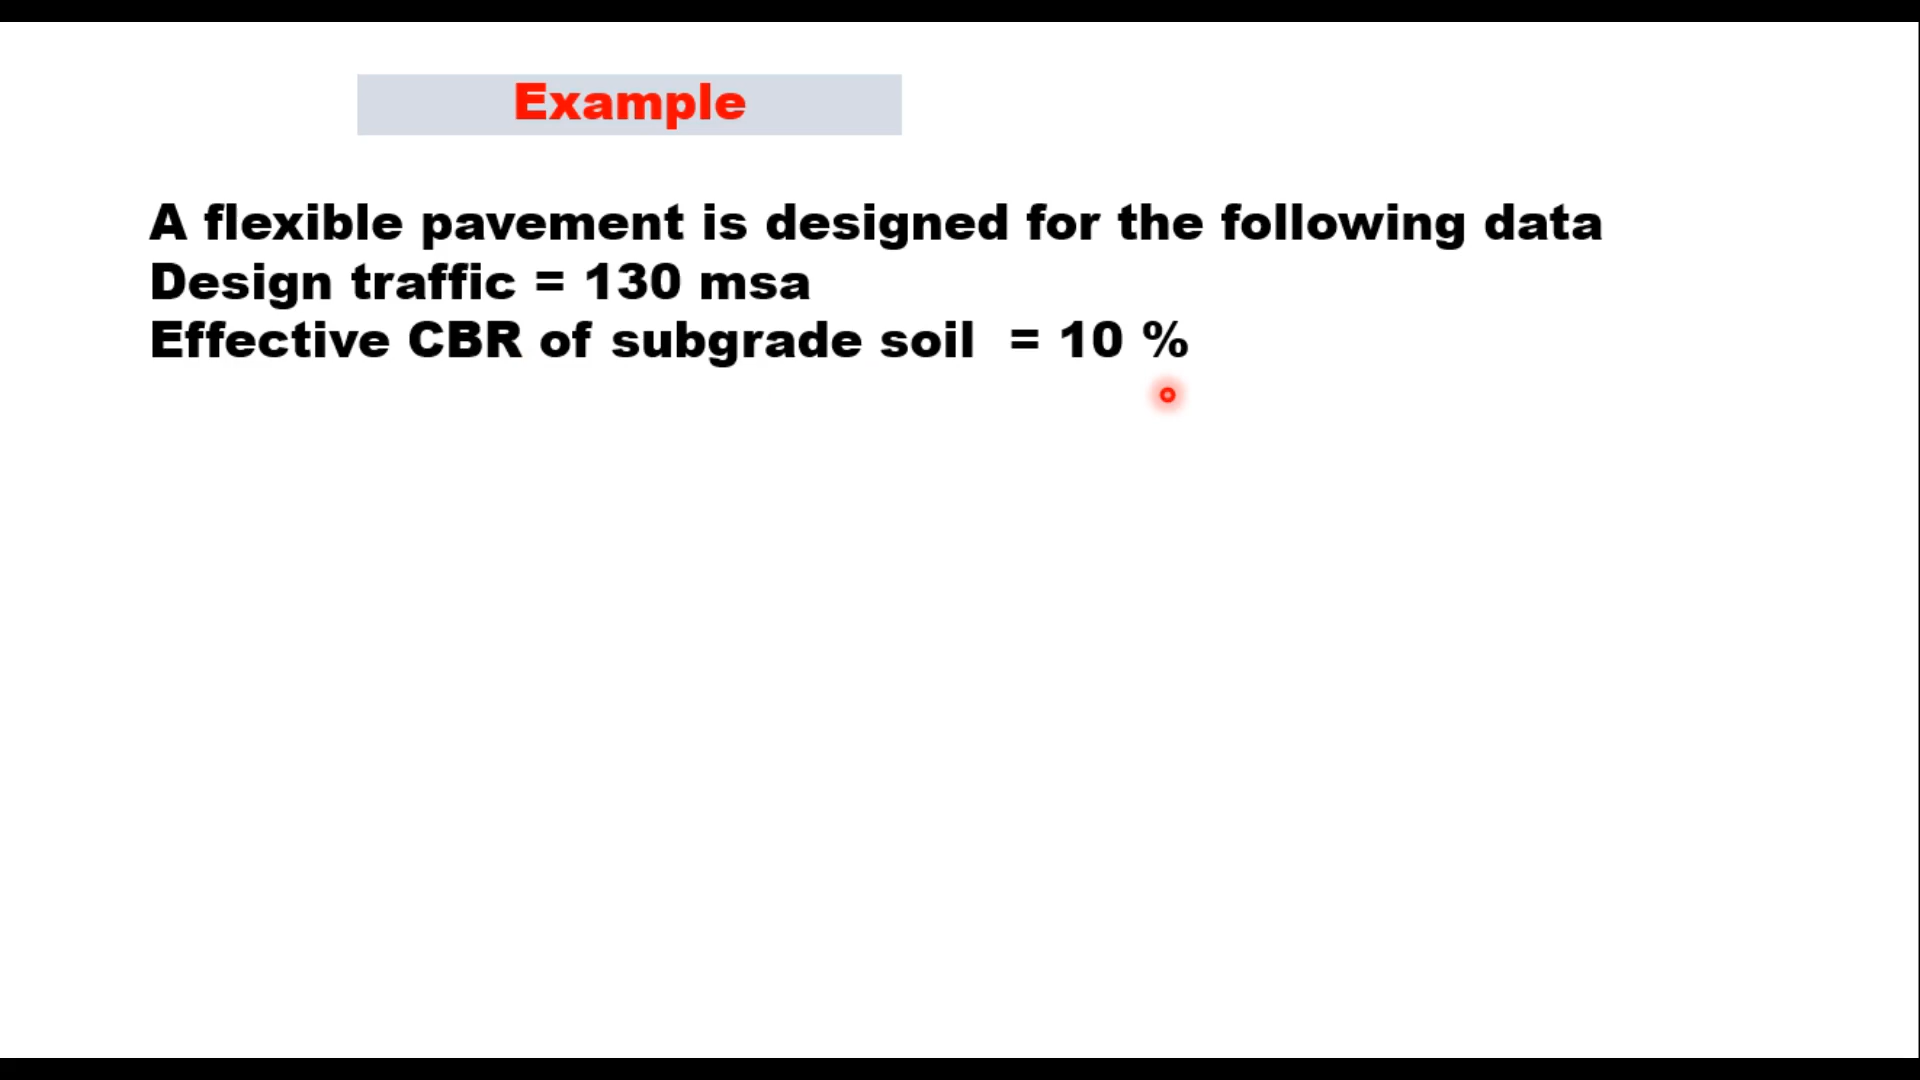 Example
A flexible pavement is designed for the following data
Design traffic = 130 msa
Effective CBR of subgrade soil  = 10 %